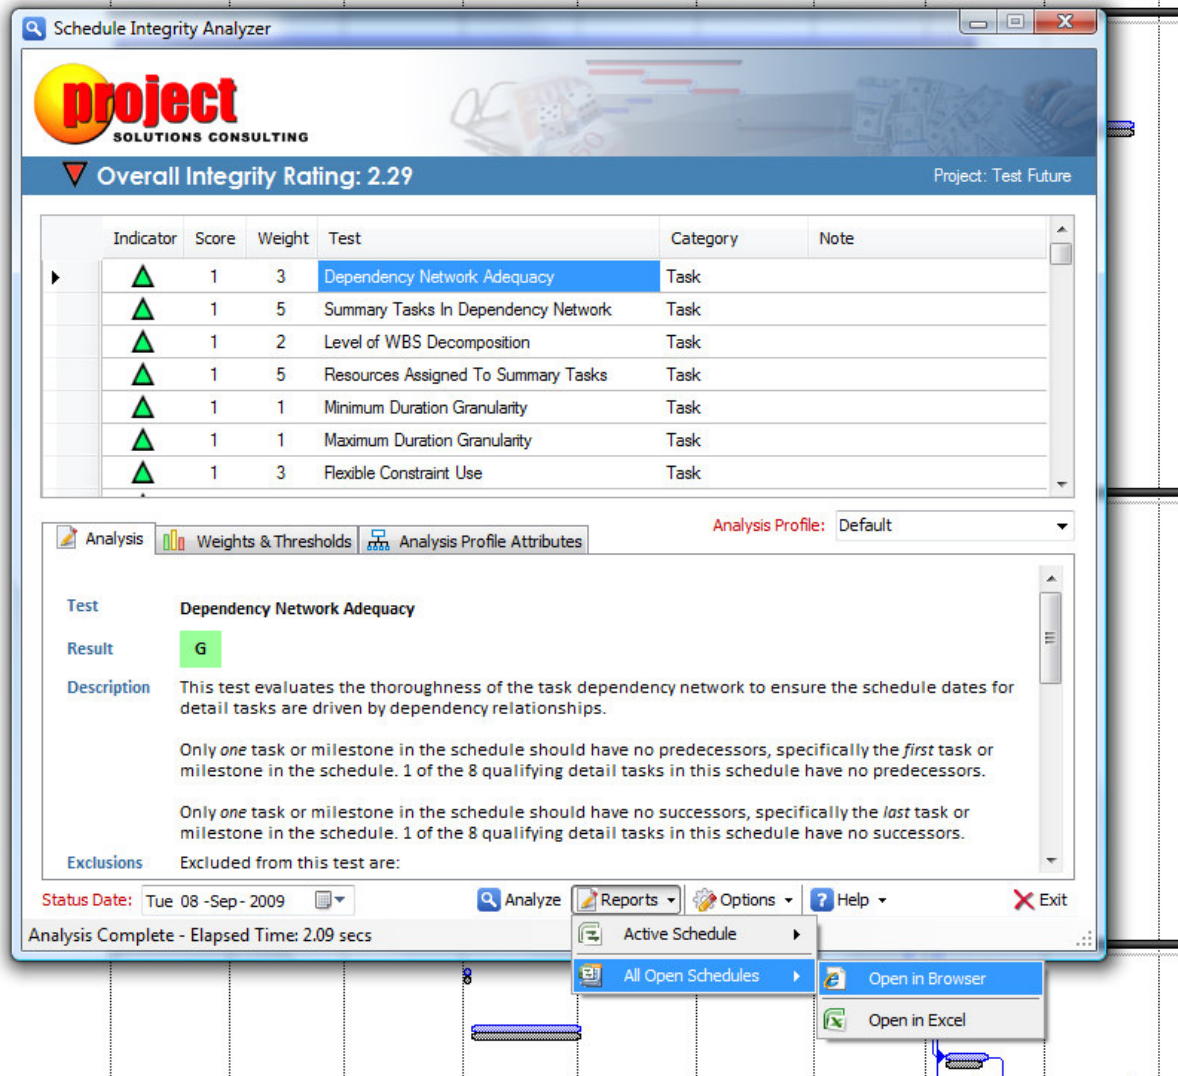 Schedule Integrity Analyzer
project
SOLUTIONS CONSULTING
Overall Integrity Rating: 2.29
Project: Test Future
Indicator Score Weight Test Category Note
1 3 Dependency Network Adequacy Task
1 5 Summary Tasks In Dependency Network Task
1 2 Level of WBS Decomposition Task
1 5 Resources Assigned To Summary Tasks Task
1 1 Minimum Duration Granularity Task
1 1 Maximum Duration Granularity Task
1 3 Flexible Constraint Use Task
Analysis Profile: Default
Analysis Weights & Thresholds Analysis Profile Attributes
Test Dependency Network Adequacy
Result G
Description This test evaluates the thoroughness of the task dependency network to ensure the schedule dates for
detail tasks are driven by dependency relationships.
Only one task or milestone in the schedule should have no predecessors, specifically the first task or
milestone in the schedule. 1 of the 8 qualifying detail tasks in this schedule have no predecessors.
Only one task or milestone in the schedule should have no successors, specifically the last task or
milestone in the schedule. 1 of the 8 qualifying detail tasks in this schedule have no successors.
Exclusions Excluded from this test are:
Status Date: Tue 08 -Sep- 2009 Analyze Reports Options Help Exit
Analysis Complete - Elapsed Time: 2.09 secs
Active Schedule
All Open Schedules
Open in Browser
Open in Excel